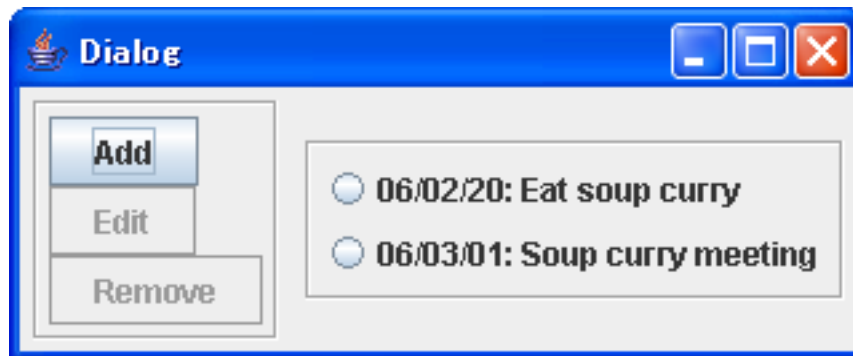 Dialog
Add
Edit
Remove
06/02/20: Eat soup curry
06/03/01: Soup curry meeting